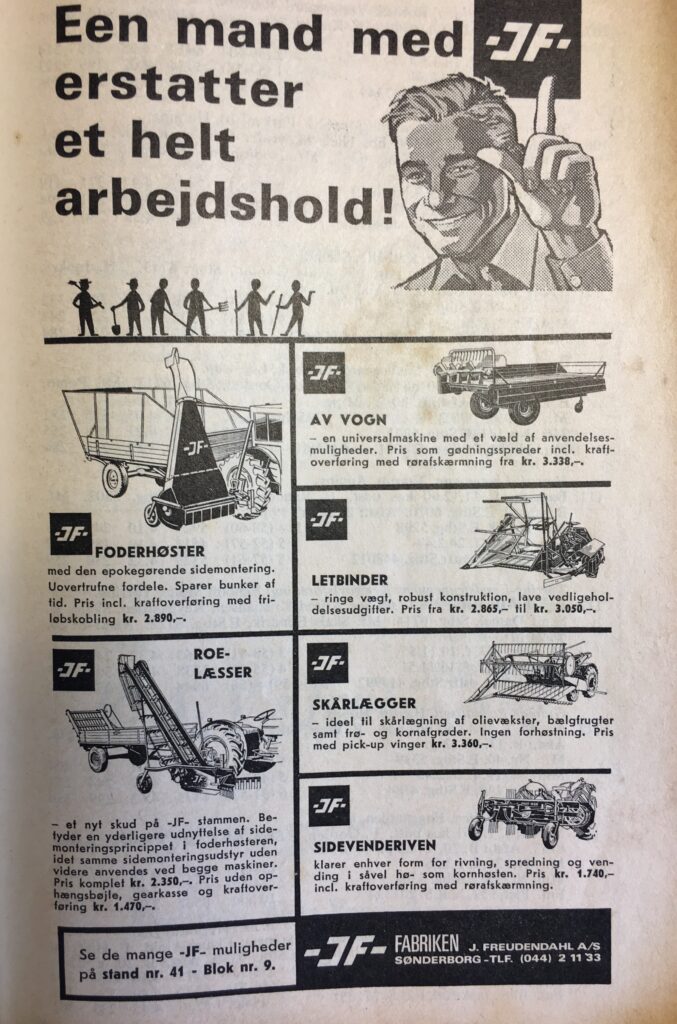 Een mand med -JF-
erstatter
et helt
arbejdshold!
-JF-
-JF-
FODERHØSTER
med den epokegørende sidemontering.
Uovertrufne fordele. Sparer bunker af
tid. Pris incl. kraftoverføring med fri-
løbskobling kr. 2.890,-.
-JF-
ROE-
LÆSSER
– et nyt skud på -JF- stammen. Be-
tyder en yderligere udnyttelse af side-
monteringsprincippet i foderhøsteren,
idet samme sidemonteringsudstyr uden
videre anvendes ved begge maskiner.
Pris komplet kr. 2.350,-. Pris uden op-
hængsbøjle, gearkasse og kraftover-
føring kr. 1.470,-.
-JF-
AV VOGN
– en universalmaskine med et væld af anvendelses-
muligheder. Pris som gødningsspreder incl. kraft-
overføring med rørafskærmning fra kr. 3.338,-.
-JF-
LETBINDER
– ringe vægt, robust konstruktion, lave vedligehol-
delsesudgifter. Pris fra kr. 2.865,- til kr. 3.050,-.
-JF-
SKÅRLÆGGER
– ideel til skårlægning af olievækster, bælgfrugter
samt frø- og kornafgrøder. Ingen forhøstning. Pris
med pick-up vinger kr. 3.360,-.
-JF-
SIDEVENDERIVEN
klarer enhver form for rivning, spredning og ven-
ding i såvel hø- som kornhøsten. Pris kr. 1.740,-
incl. kraftoverføring med rørafskærmning.
Se de mange -JF- muligheder
på stand nr. 41 - Blok nr. 9.
-JF- FABRIKEN J. FREUDENDAHL A/S
SØNDERBORG - TLF. (044) 2 11 33